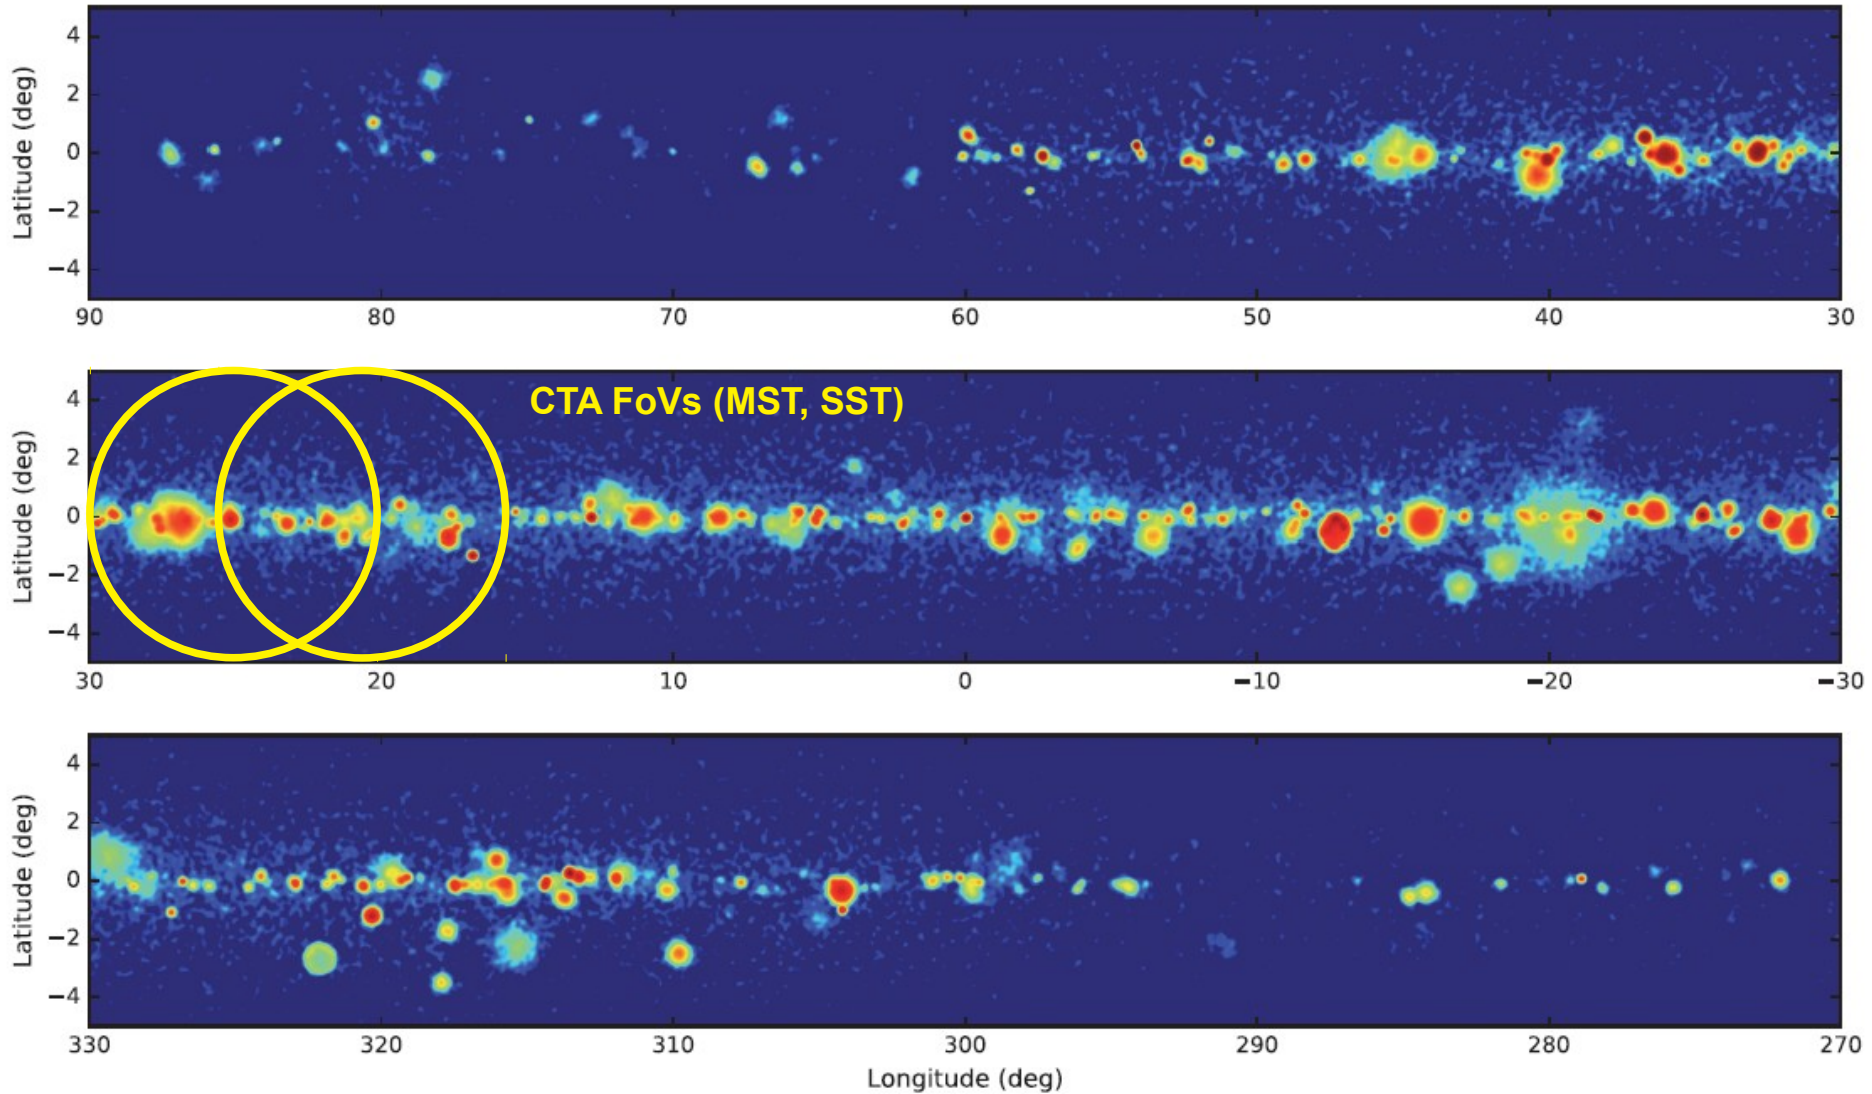 Latitude (deg)
4
2
0
−2
−4
90 80 70 60 50 40 30
CTA FoVs (MST, SST)
Latitude (deg)
4
2
0
−2
−4
30 20 10 0 −10 −20 −30
Latitude (deg)
4
2
0
−2
−4
330 320 310 300 290 280 270
Longitude (deg)